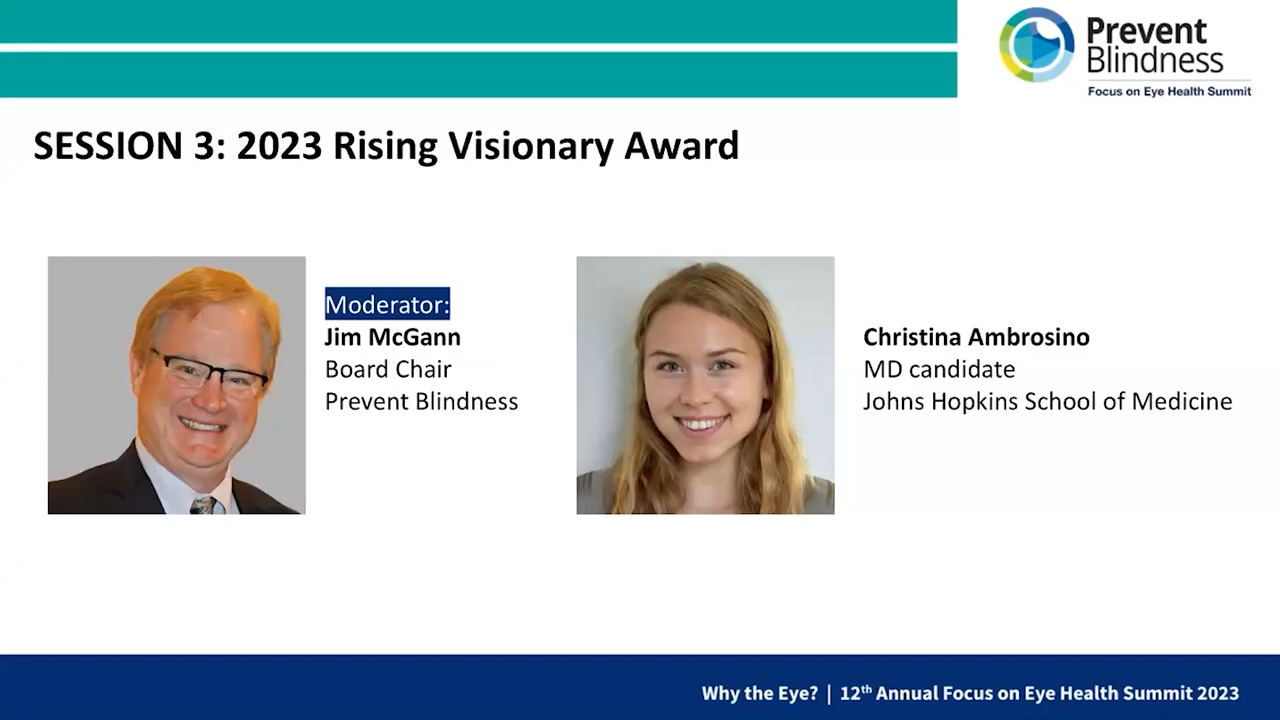 Prevent
Blindness
Focus on Eye Health Summit
SESSION 3: 2023 Rising Visionary Award
Moderator:
Jim McGann
Board Chair
Prevent Blindness
Christina Ambrosino
MD candidate
Johns Hopkins School of Medicine
Why the Eye? | 12th Annual Focus on Eye Health Summit 2023